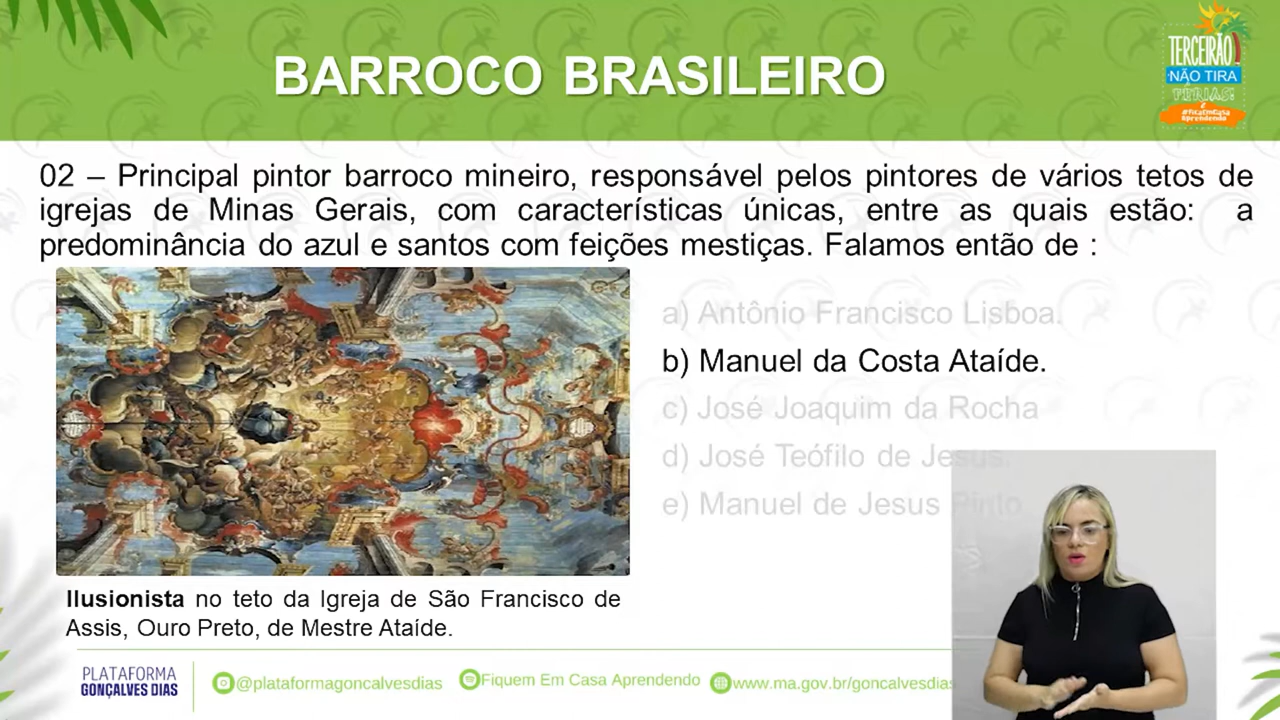 BARROCO BRASILEIRO
TERCEIRÃO!
NÃO TIRA
FÉRIAS!
É
#FicaEmCasa
Aprendendo
02 – Principal pintor barroco mineiro, responsável pelos pintores de vários tetos de
igrejas de Minas Gerais, com características únicas, entre as quais estão: a
predominância do azul e santos com feições mestiças. Falamos então de :
a) Antônio Francisco Lisboa.
b) Manuel da Costa Ataíde.
c) José Joaquim da Rocha
d) José Teófilo de Jesus.
e) Manuel de Jesus Pinto
Ilusionista no teto da Igreja de São Francisco de
Assis, Ouro Preto, de Mestre Ataíde.
PLATAFORMA
GONÇALVES DIAS
@plataformagoncalvesdias
Fiquem Em Casa Aprendendo
www.ma.gov.br/goncalvesdias